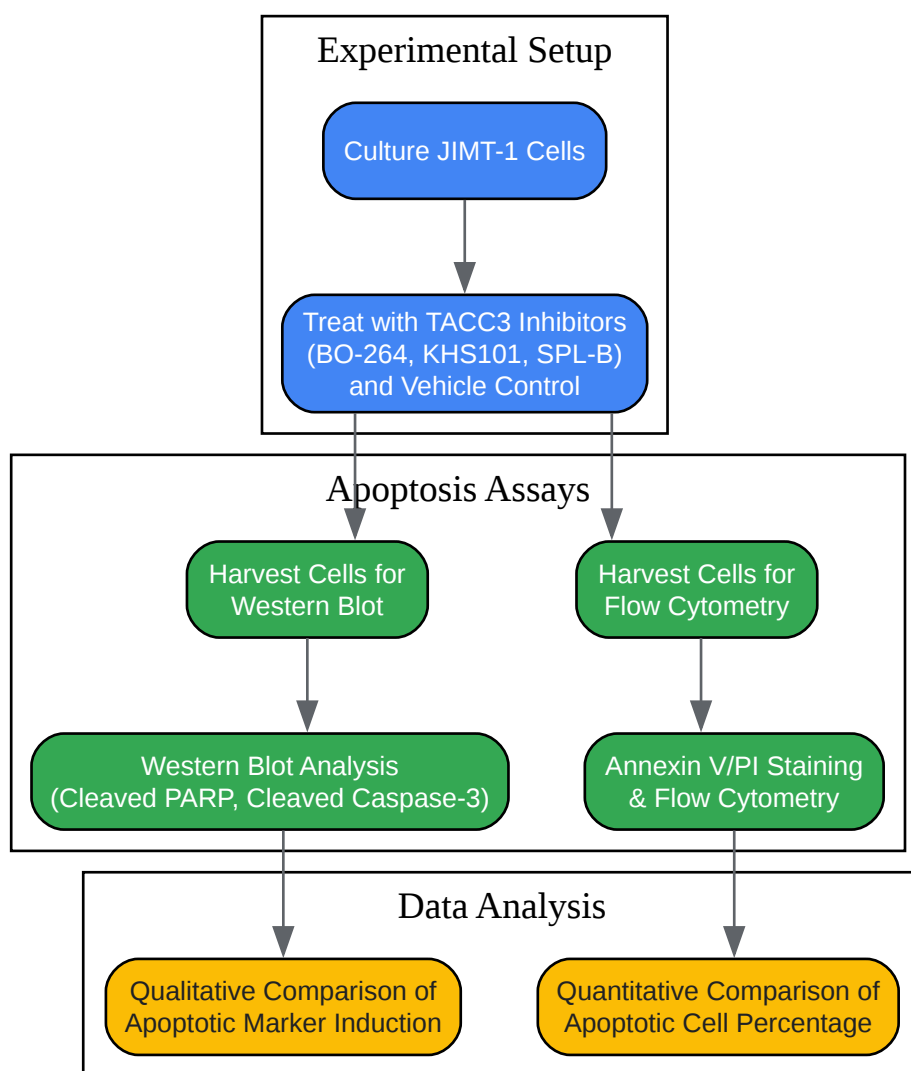 Experimental Setup
Culture JIMT-1 Cells
Treat with TACC3 Inhibitors
(BO-264, KHS101, SPL-B)
and Vehicle Control
Apoptosis Assays
Harvest Cells for
Western Blot
Harvest Cells for
Flow Cytometry
Western Blot Analysis
(Cleaved PARP, Cleaved Caspase-3)
Annexin V/PI Staining
& Flow Cytometry
Data Analysis
Qualitative Comparison of
Apoptotic Marker Induction
Quantitative Comparison of
Apoptotic Cell Percentage